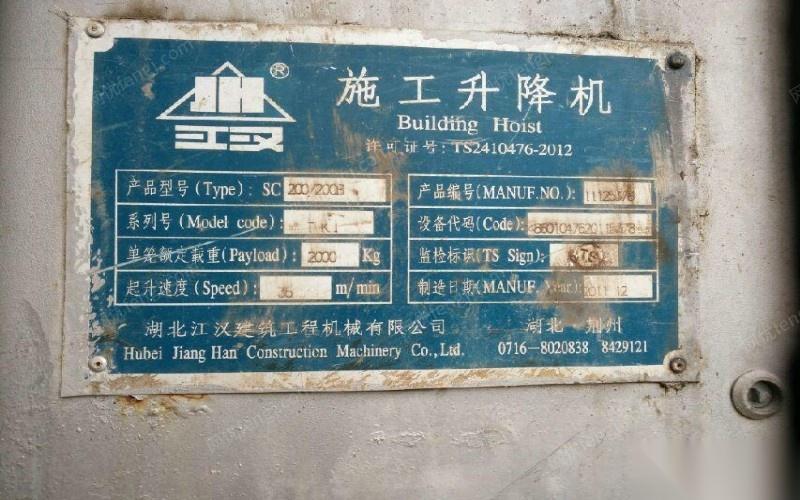 JH
江汉
®
施工升降机
Building Hoist
许可证号: TS2410476-2012
产品型号(Type): SC 200/200B
系列号(Model code):
单笼额定载重(Payload): 2000 Kg
起升速度(Speed): 36 m/min
产品编号(MANUF.NO.):
设备代码(Code):
监检标识(TS Sign):
制造日期(MANUF. Year): 2011 12
湖北江汉建筑工程机械有限公司 湖北 荆州
Hubei Jiang Han Construction Machinery Co.,Ltd. 0716-8020838 8429121